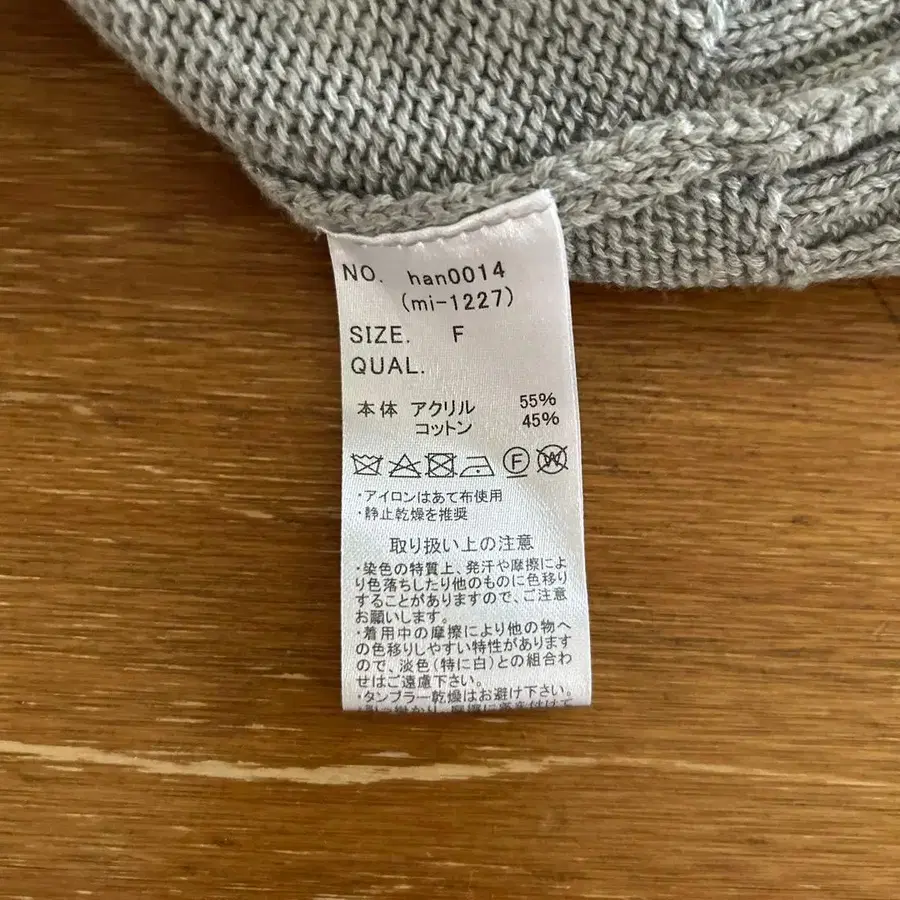 NO. han0014
(mi-1227)
SIZE. F
QUAL.
本体 アクリル 55%
コットン 45%
F W
・アイロンはあて布使用
・静止乾燥を推奨
取り扱い上の注意
・染色の特質上、発汗や摩擦によ
り色落ちしたり他のものに色移り
することがありますので、ご注意
お願いします。
・着用中の摩擦により他の物へ
の色移りしやすい特性があります
ので、淡色(特に白)との組合わ
せはご遠慮下さい。
・タンブラー乾燥はお避け下さい。